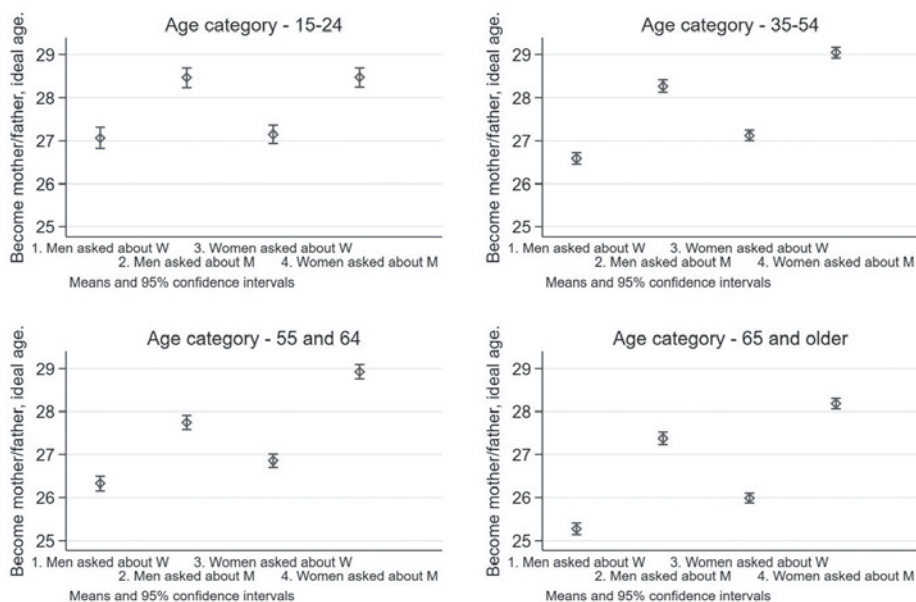 Age category - 15-24
Become mother/father, ideal age.
29
28
27
26
25
1. Men asked about W 3. Women asked about W
2. Men asked about M 4. Women asked about M
Means and 95% confidence intervals
Age category - 35-54
Become mother/father, ideal age.
29
28
27
26
25
1. Men asked about W 3. Women asked about W
2. Men asked about M 4. Women asked about M
Means and 95% confidence intervals
Age category - 55 and 64
Become mother/father, ideal age.
29
28
27
26
25
1. Men asked about W 3. Women asked about W
2. Men asked about M 4. Women asked about M
Means and 95% confidence intervals
Age category - 65 and older
Become mother/father, ideal age.
29
28
27
26
25
1. Men asked about W 3. Women asked about W
2. Men asked about M 4. Women asked about M
Means and 95% confidence intervals